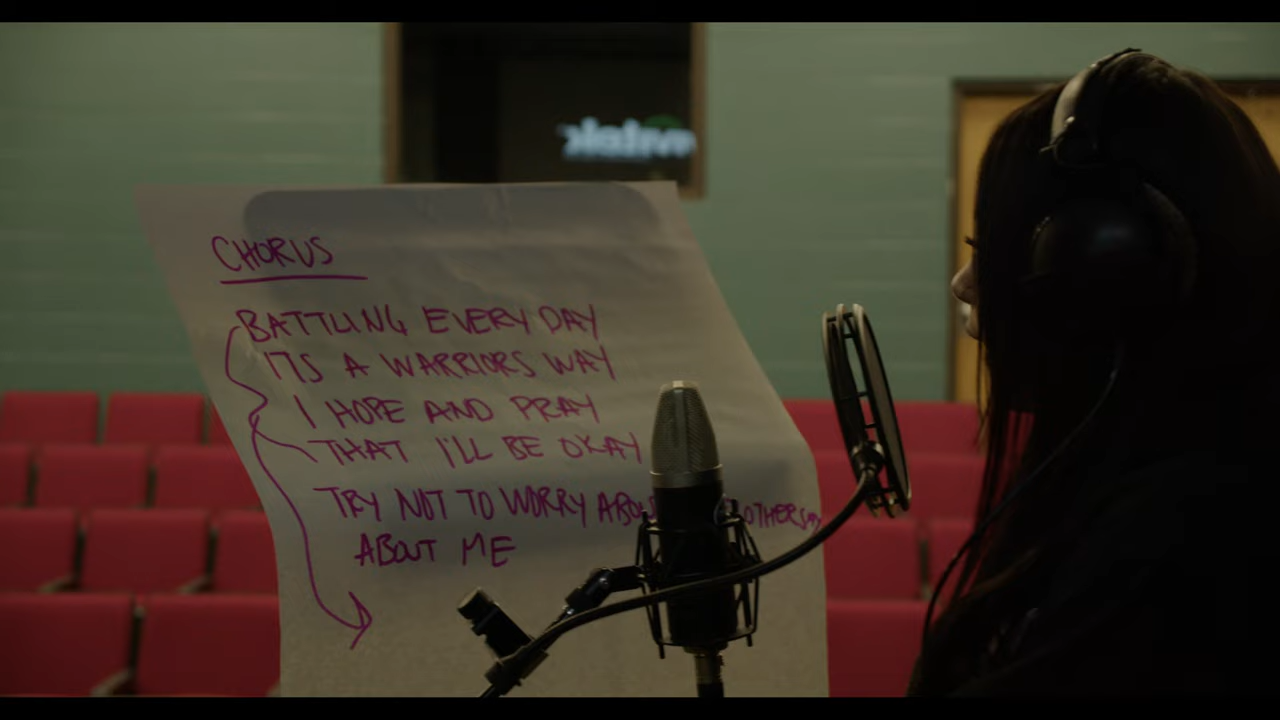 CHORUS
BATTLING EVERY DAY
ITS A WARRIORS WAY
I HOPE AND PRAY
THAT I'LL BE OKAY
TRY NOT TO WORRY OTHERS
ABOUT ME